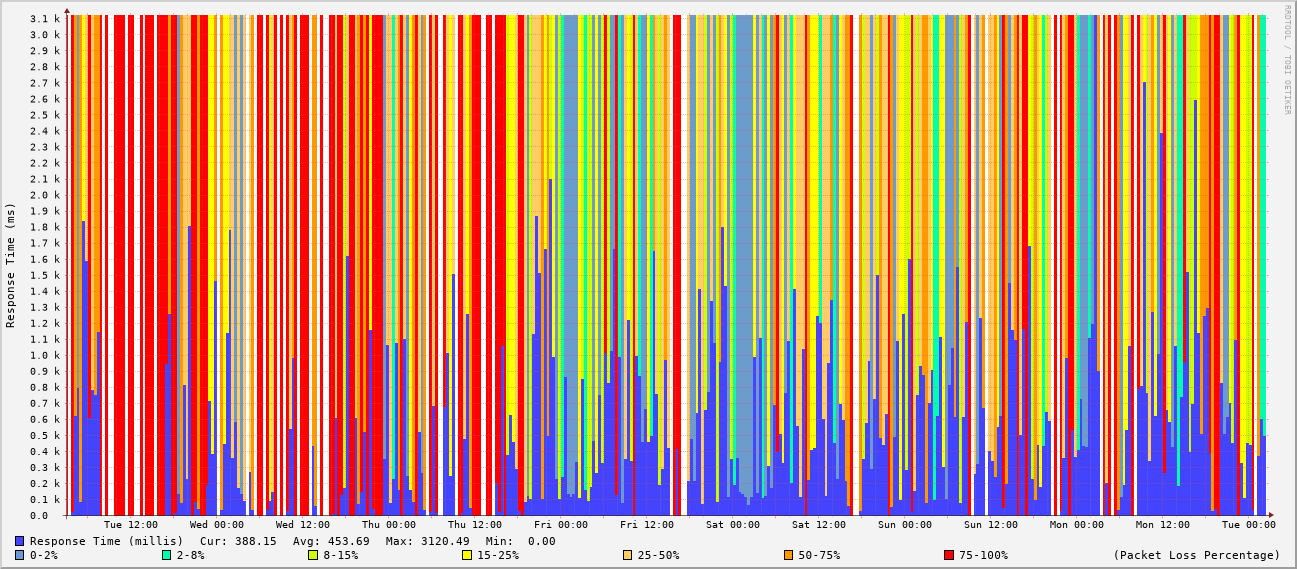 3.1 k
3.0 k
2.9 k
2.8 k
2.7 k
2.6 k
2.5 k
2.4 k
2.3 k
2.2 k
2.1 k
2.0 k
1.9 k
1.8 k
1.7 k
1.6 k
1.5 k
1.4 k
1.3 k
1.2 k
1.1 k
1.0 k
0.9 k
0.8 k
0.7 k
0.6 k
0.5 k
0.4 k
0.3 k
0.2 k
0.1 k
0.0
Response Time (ms)
RRDTOOL / TOBI OETIKER
Tue 12:00 Wed 00:00 Wed 12:00 Thu 00:00 Thu 12:00 Fri 00:00 Fri 12:00 Sat 00:00 Sat 12:00 Sun 00:00 Sun 12:00 Mon 00:00 Mon 12:00 Tue 00:00
Response Time (millis) Cur: 388.15 Avg: 453.69 Max: 3120.49 Min: 0.00
0-2% 2-8% 8-15% 15-25% 25-50% 50-75% 75-100% (Packet Loss Percentage)